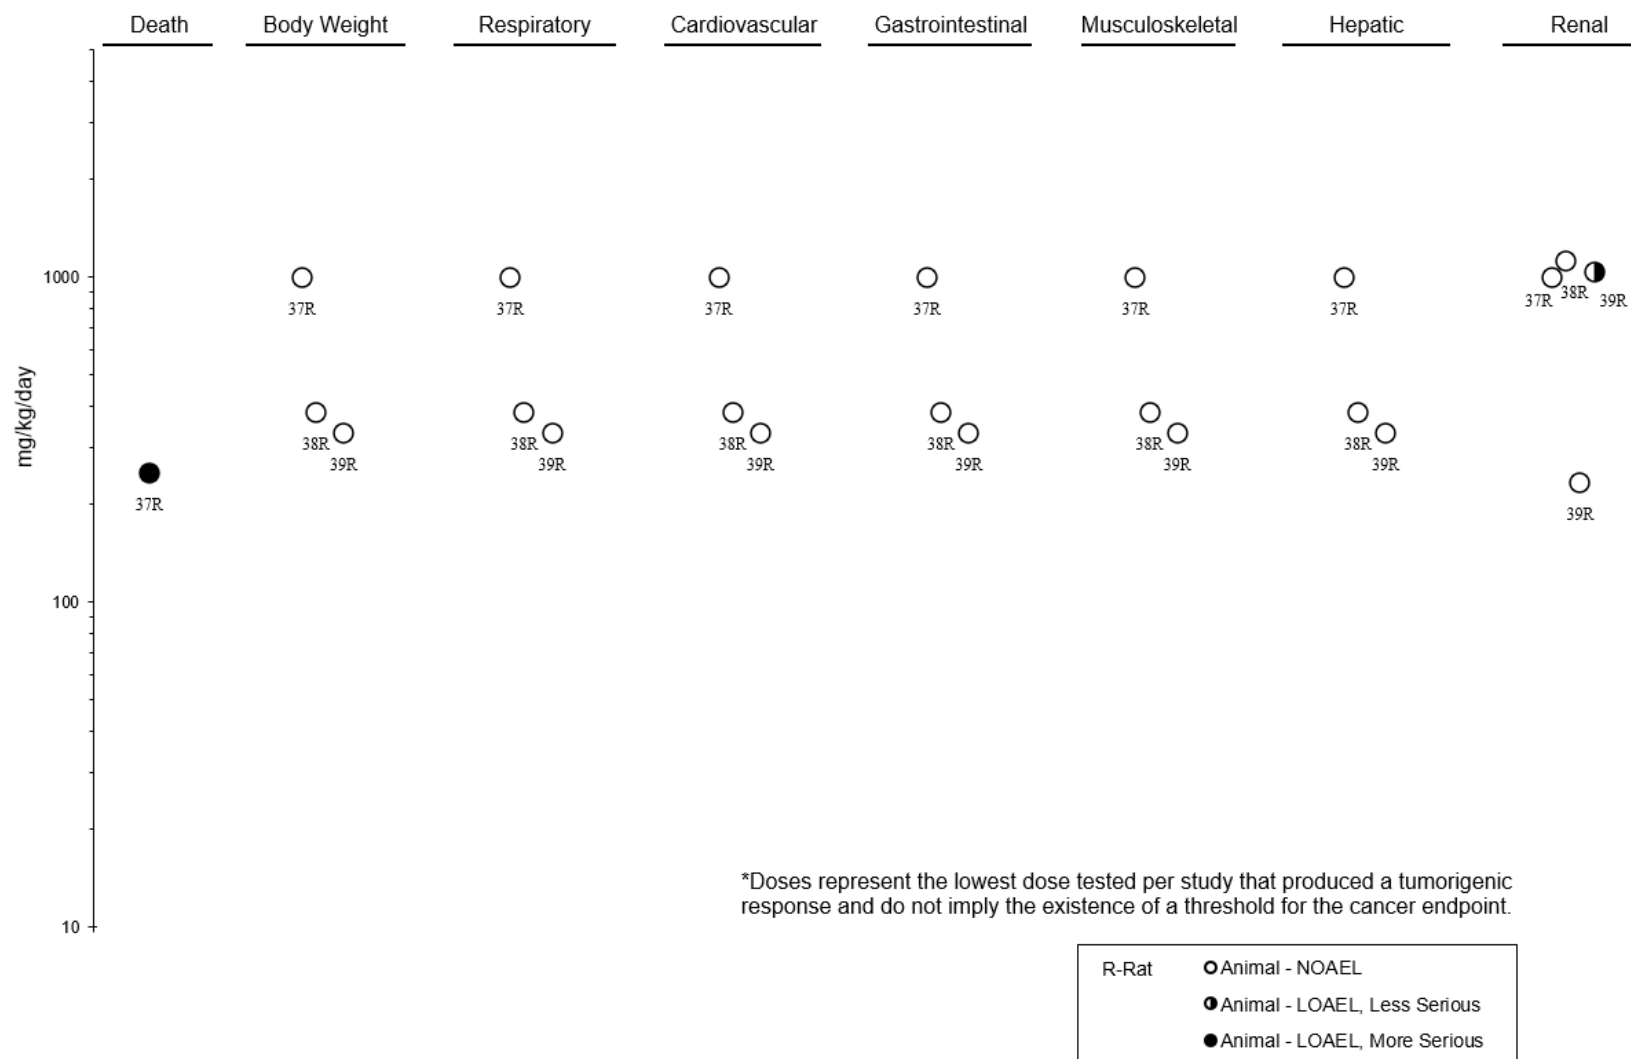 Death Body Weight Respiratory Cardiovascular Gastrointestinal Musculoskeletal Hepatic Renal
mg/kg/day
1000
37R 37R 37R 37R 37R 37R 37R 38R 39R
38R 38R 38R 38R 38R 38R
39R 39R 39R 39R 39R 39R
37R 39R
100
10
*Doses represent the lowest dose tested per study that produced a tumorigenic
response and do not imply the existence of a threshold for the cancer endpoint.
R-Rat Animal - NOAEL
Animal - LOAEL, Less Serious
Animal - LOAEL, More Serious